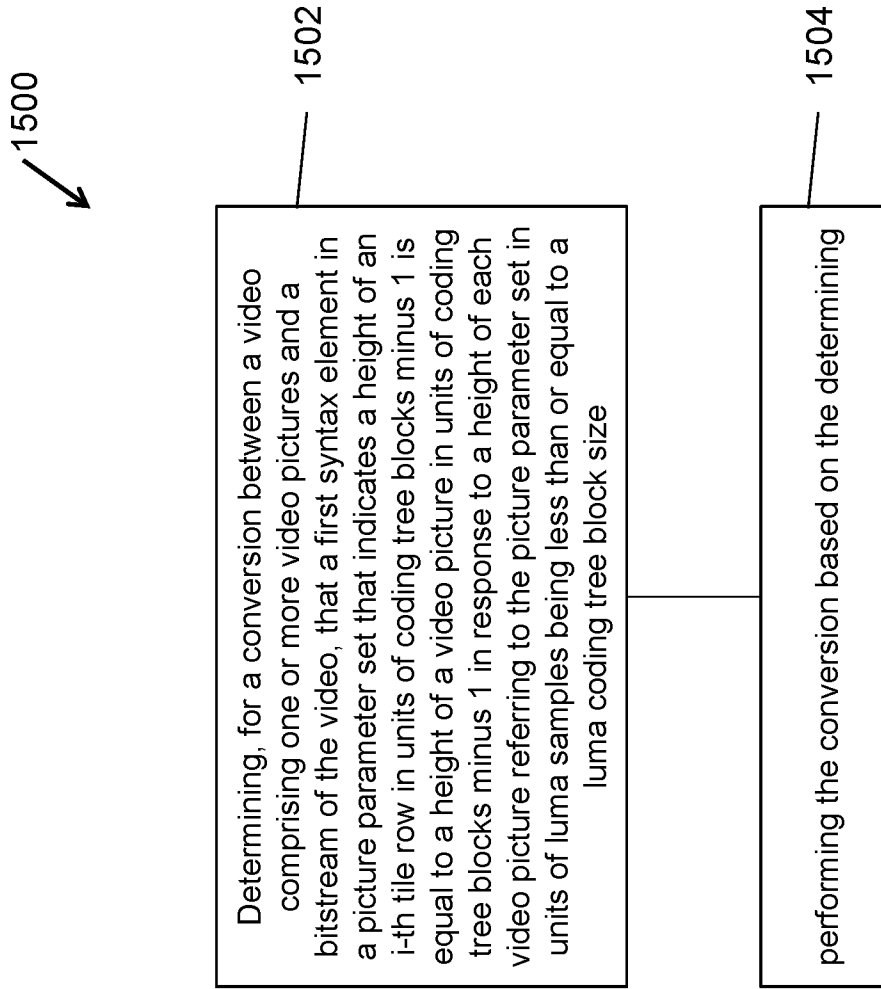 1500
1502
Determining, for a conversion between a video
comprising one or more video pictures and a
bitstream of the video, that a first syntax element in
a picture parameter set that indicates a height of an
i-th tile row in units of coding tree blocks minus 1 is
equal to a height of a video picture in units of coding
tree blocks minus 1 in response to a height of each
video picture referring to the picture parameter set in
units of luma samples being less than or equal to a
luma coding tree block size
1504
performing the conversion based on the determining